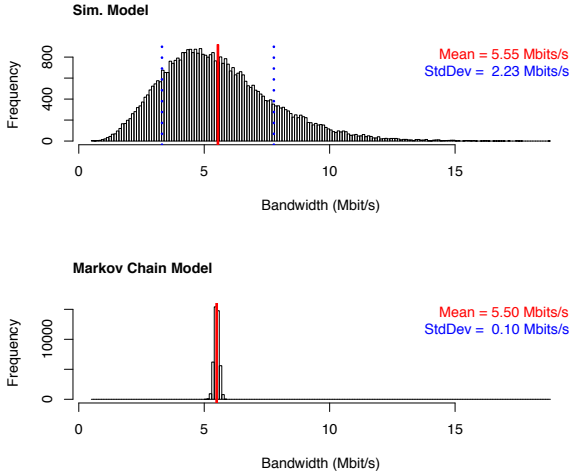 Sim. Model
Mean = 5.55 Mbits/s
StdDev = 2.23 Mbits/s
Frequency
800
400
0
0 5 10 15
Bandwidth (Mbit/s)
Markov Chain Model
Mean = 5.50 Mbits/s
StdDev = 0.10 Mbits/s
Frequency
10000
0
0 5 10 15
Bandwidth (Mbit/s)